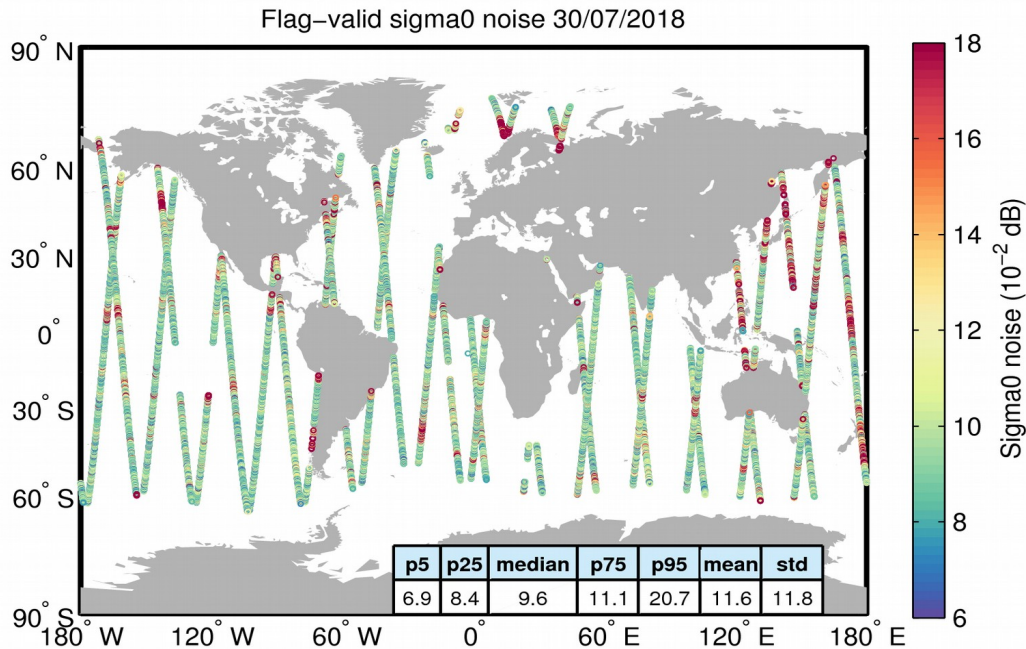 Flag−valid sigma0 noise 30/07/2018
90° N
60° N
30° N
0°
30° S
60° S
90° S
180° W
120° W
60° W
0°
60° E
120° E
180° E
p5 p25 median p75 p95 mean std
6.9 8.4 9.6 11.1 20.7 11.6 11.8
18
16
14
12
10
8
6
Sigma0 noise (10⁻² dB)